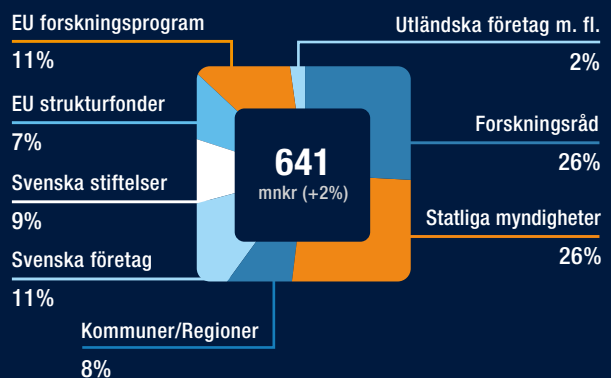 EU forskningsprogram
11%
EU strukturfonder
7%
Svenska stiftelser
9%
Svenska företag
11%
Kommuner/Regioner
8%
641
mnkr (+2%)
Utländska företag m. fl.
2%
Forskningsråd
26%
Statliga myndigheter
26%